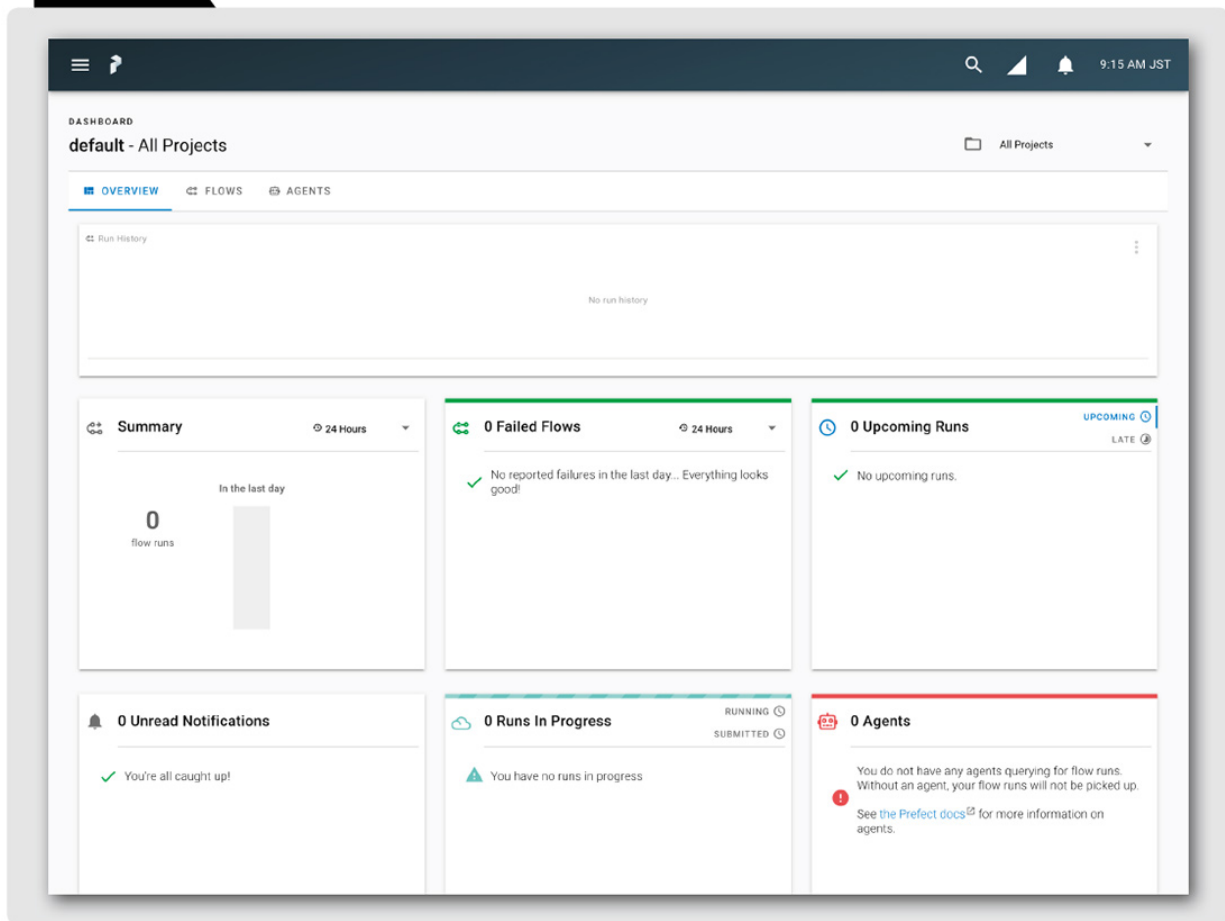 9:15 AM JST
DASHBOARD
default - All Projects
All Projects
OVERVIEW
FLOWS
AGENTS
Run History
No run history
Summary
24 Hours
In the last day
0
flow runs
0 Failed Flows
24 Hours
No reported failures in the last day... Everything looks
good!
0 Upcoming Runs
UPCOMING
LATE
No upcoming runs.
0 Unread Notifications
You're all caught up!
0 Runs In Progress
RUNNING
SUBMITTED
You have no runs in progress
0 Agents
You do not have any agents querying for flow runs.
Without an agent, your flow runs will not be picked up.
See the Prefect docs for more information on
agents.